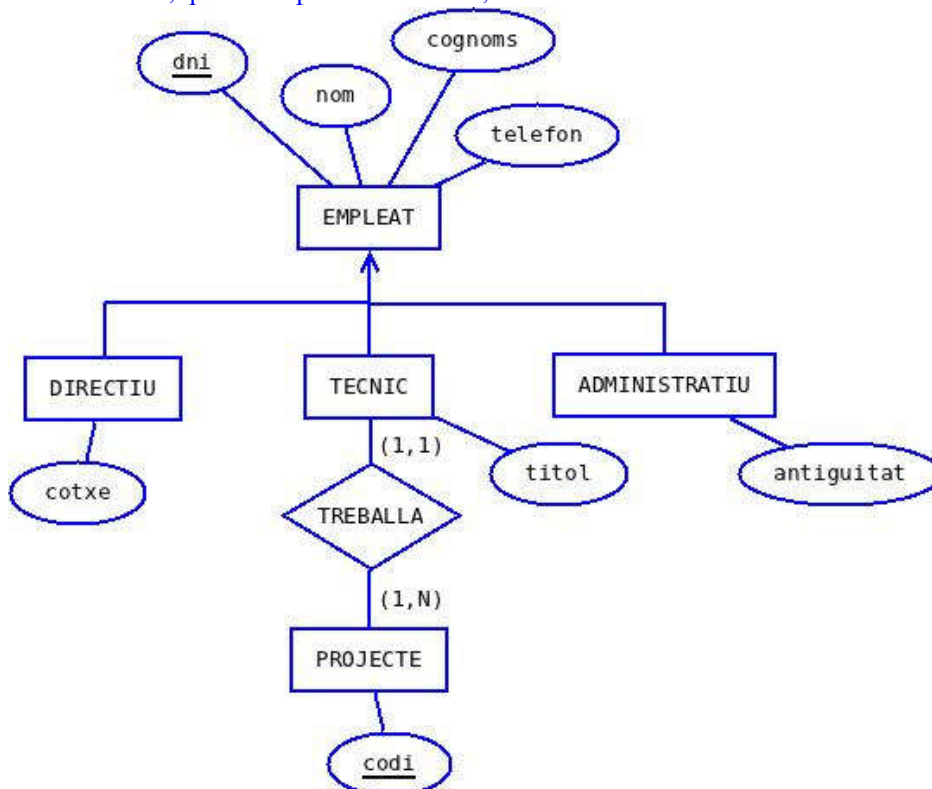 cognoms
dni
nom
telefon
EMPLEAT
DIRECTIU
TECNIC
ADMINISTRATIU
(1,1)
cotxe
titol
antiguitat
TREBALLA
(1,N)
PROJECTE
codi